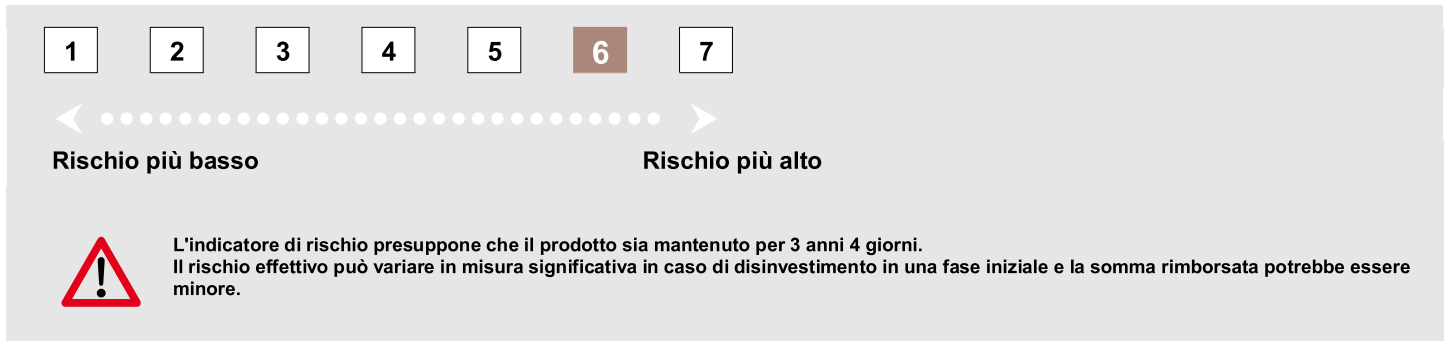 1 2 3 4 5 6 7
Rischio più basso Rischio più alto
L'indicatore di rischio presuppone che il prodotto sia mantenuto per 3 anni 4 giorni.
Il rischio effettivo può variare in misura significativa in caso di disinvestimento in una fase iniziale e la somma rimborsata potrebbe essere
minore.